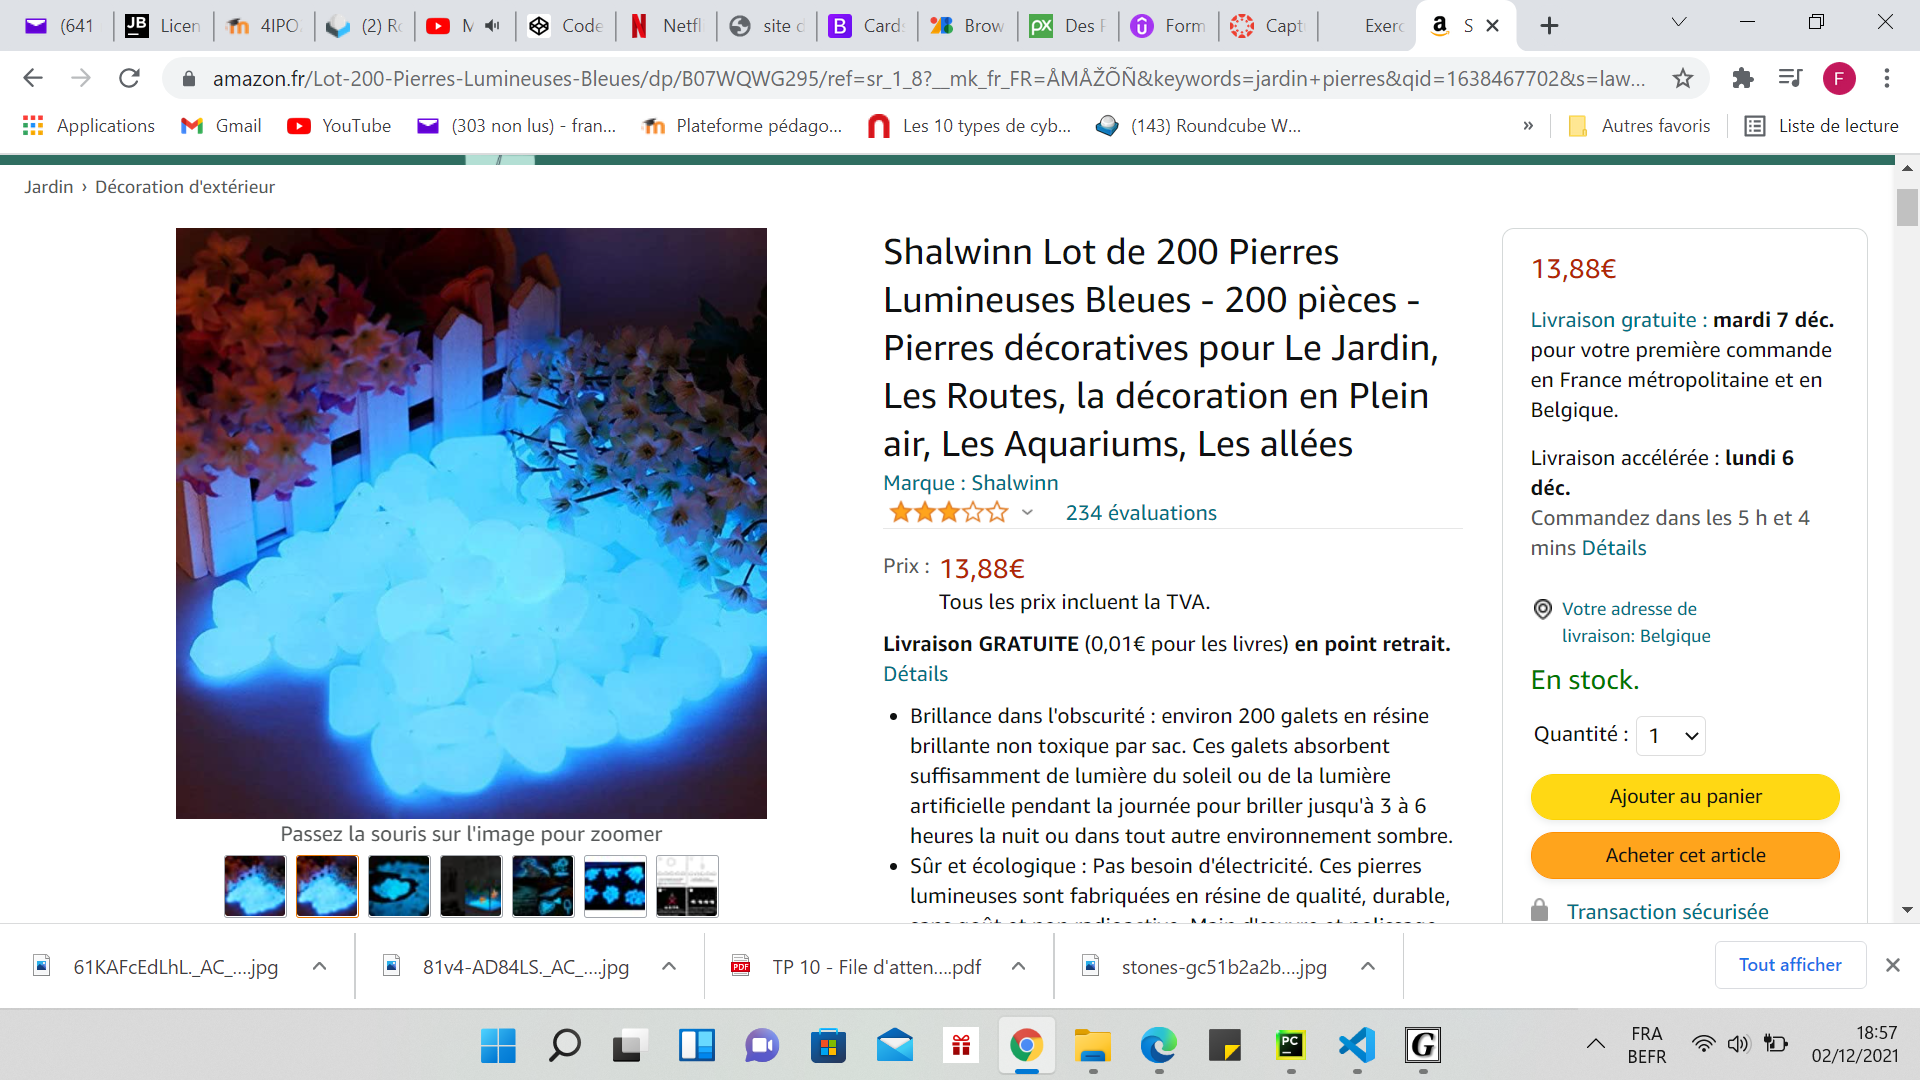 (641
Licen
4IPO
(2) Rc
M
Code
Netfl
site d
Cards
Brow
Des F
Form
Capt
Exerc
S
amazon.fr/Lot-200-Pierres-Lumineuses-Bleues/dp/B07WQWG295/ref=sr_1_8?__mk_fr_FR=ÅMÅŽÕÑ&keywords=jardin+pierres&qid=1638467702&s=law...
F
Applications
Gmail
YouTube
(303 non lus) - fran...
Plateforme pédago...
Les 10 types de cyb...
(143) Roundcube W...
»
Autres favoris
Liste de lecture
Jardin › Décoration d'extérieur
Passez la souris sur l'image pour zoomer
Shalwinn Lot de 200 Pierres
Lumineuses Bleues - 200 pièces -
Pierres décoratives pour Le Jardin,
Les Routes, la décoration en Plein
air, Les Aquariums, Les allées
Marque : Shalwinn
234 évaluations
Prix : 13,88€
Tous les prix incluent la TVA.
Livraison GRATUITE (0,01€ pour les livres) en point retrait.
Détails
• Brillance dans l'obscurité : environ 200 galets en résine
brillante non toxique par sac. Ces galets absorbent
suffisamment de lumière du soleil ou de la lumière
artificielle pendant la journée pour briller jusqu'à 3 à 6
heures la nuit ou dans tout autre environnement sombre.
• Sûr et écologique : Pas besoin d'électricité. Ces pierres
lumineuses sont fabriquées en résine de qualité, durable,
sans goût et non radioactive. Main d'œuvre et polissage
13,88€
Livraison gratuite : mardi 7 déc.
pour votre première commande
en France métropolitaine et en
Belgique.
Livraison accélérée : lundi 6
déc.
Commandez dans les 5 h et 4
mins Détails
Votre adresse de
livraison: Belgique
En stock.
Quantité : 1
Ajouter au panier
Acheter cet article
Transaction sécurisée
61KAFcEdLhL._AC_....jpg
81v4-AD84LS._AC_....jpg
TP 10 - File d'atten....pdf
stones-gc51b2a2b....jpg
Tout afficher
FRA
BEFR
18:57
02/12/2021